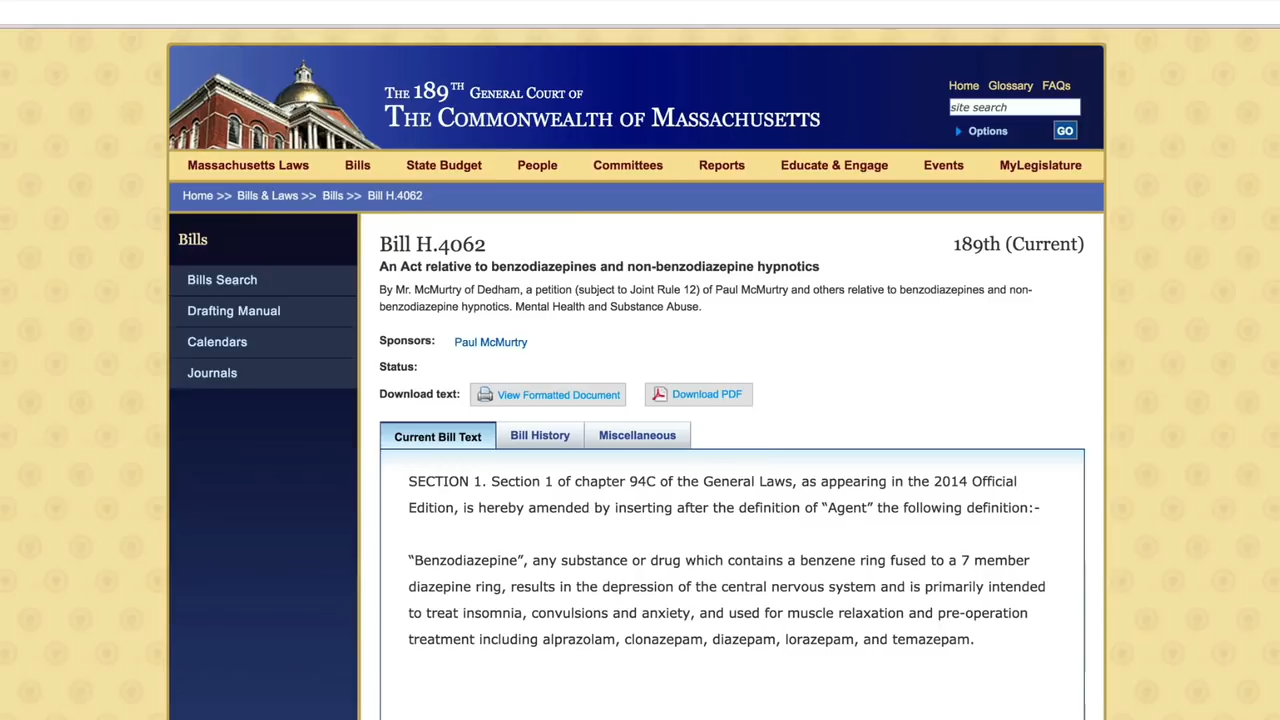 THE 189TH GENERAL COURT OF
THE COMMONWEALTH OF MASSACHUSETTS
Home Glossary FAQs
site search
Options GO
Massachusetts Laws Bills State Budget People Committees Reports Educate & Engage Events MyLegislature
Home >> Bills & Laws >> Bills >> Bill H.4062
Bills
Bills Search
Drafting Manual
Calendars
Journals
Bill H.4062 189th (Current)
An Act relative to benzodiazepines and non-benzodiazepine hypnotics
By Mr. McMurtry of Dedham, a petition (subject to Joint Rule 12) of Paul McMurtry and others relative to benzodiazepines and non-
benzodiazepine hypnotics. Mental Health and Substance Abuse.
Sponsors: Paul McMurtry
Status:
Download text: View Formatted Document Download PDF
Current Bill Text Bill History Miscellaneous
SECTION 1. Section 1 of chapter 94C of the General Laws, as appearing in the 2014 Official
Edition, is hereby amended by inserting after the definition of “Agent” the following definition:-
“Benzodiazepine”, any substance or drug which contains a benzene ring fused to a 7 member
diazepine ring, results in the depression of the central nervous system and is primarily intended
to treat insomnia, convulsions and anxiety, and used for muscle relaxation and pre-operation
treatment including alprazolam, clonazepam, diazepam, lorazepam, and temazepam.